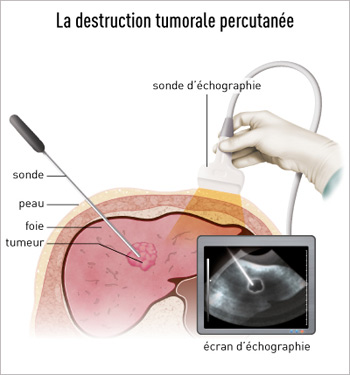 La destruction tumorale percutanée
sonde d'échographie
sonde
peau
foie
tumeur
écran d'échographie